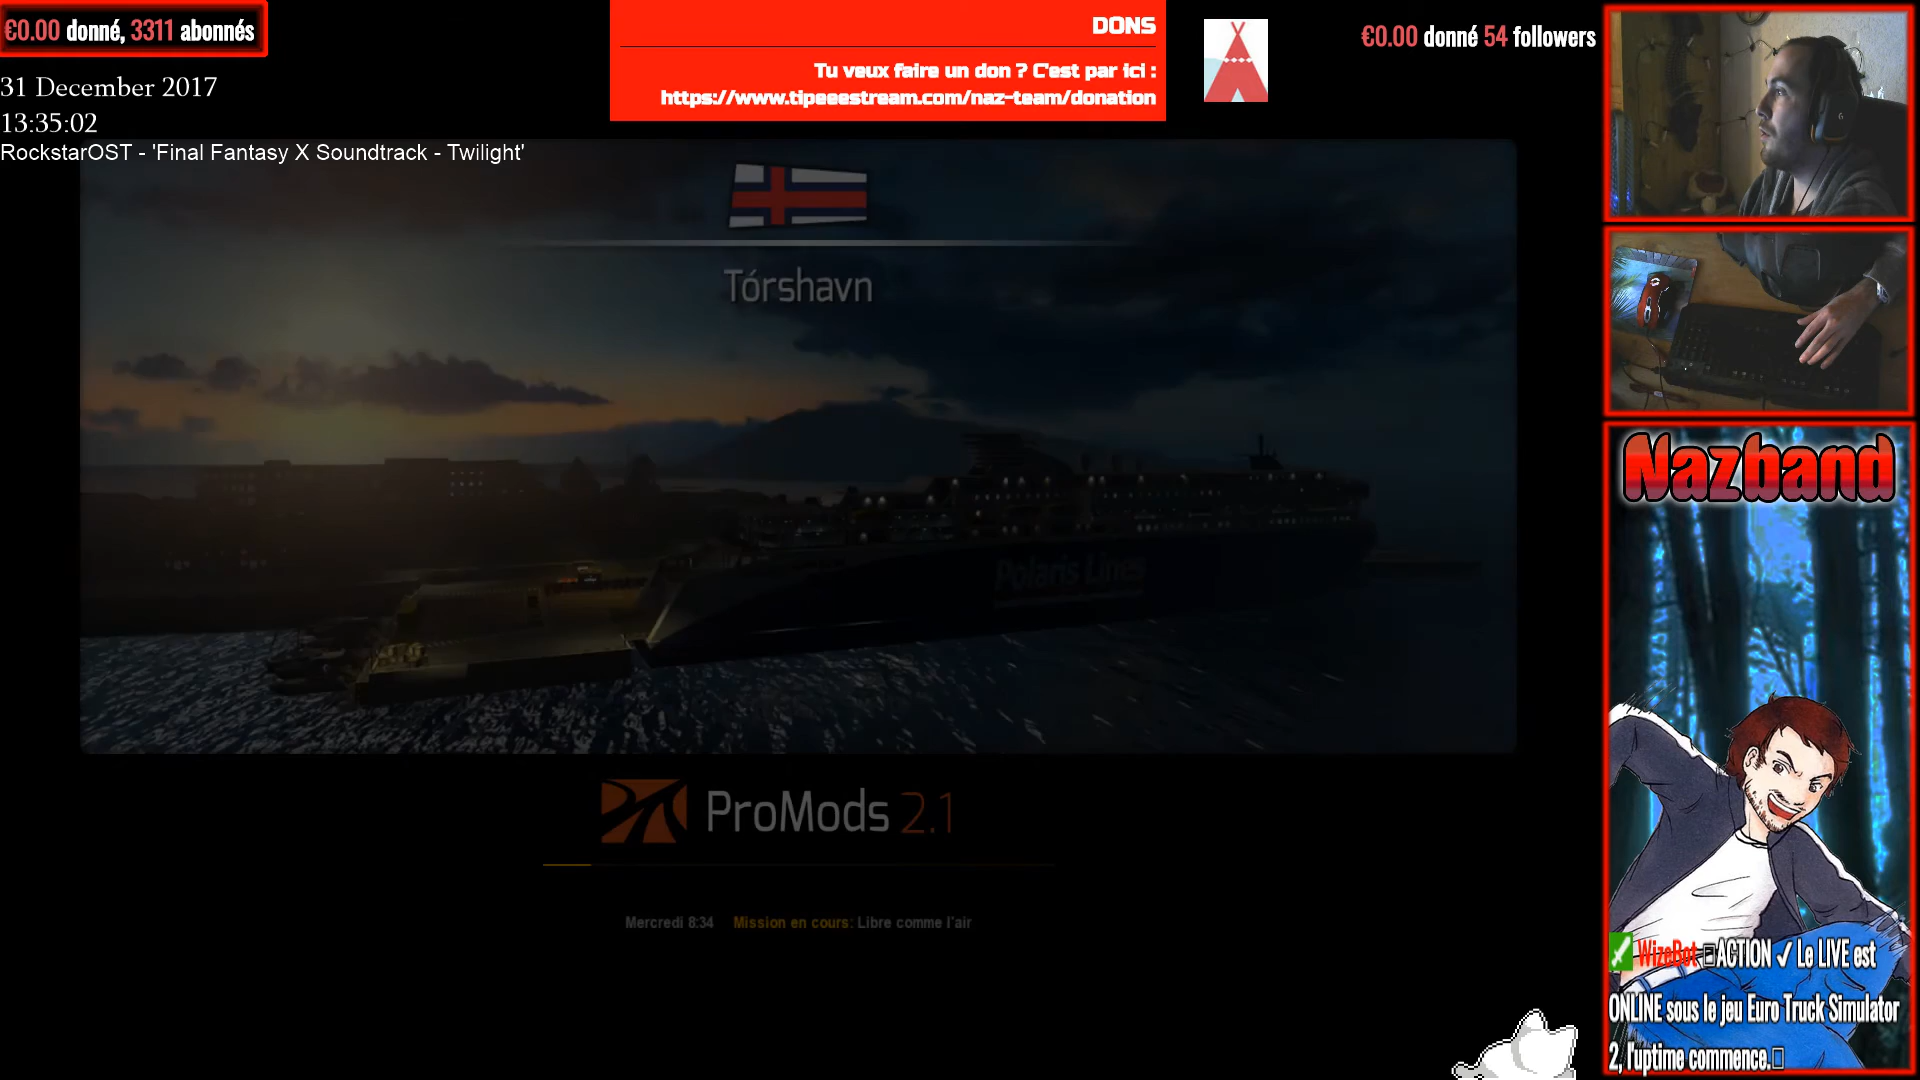 €0.00 donné, 3311 abonnés
31 December 2017
13:35:02
RockstarOST - 'Final Fantasy X Soundtrack - Twilight'
DONS
Tu veux faire un don ? C'est par ici :
https://www.tipeeestream.com/naz-team/donation
€0.00 donné 54 followers
Tórshavn
Polaris Lines
ProMods 2.1
Mercredi 8:34 Mission en cours: Libre comme l'air
Nazband
WizeBot ACTION ✓ Le LIVE est
ONLINE sous le jeu Euro Truck Simulator
2, l'uptime commence.